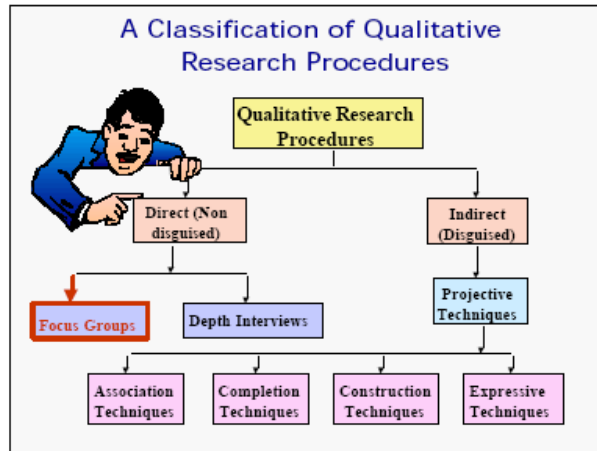 A Classification of Qualitative
Research Procedures
Qualitative Research
Procedures
Direct (Non
disguised)
Indirect
(Disguised)
Focus Groups
Depth Interviews
Projective
Techniques
Association
Techniques
Completion
Techniques
Construction
Techniques
Expressive
Techniques